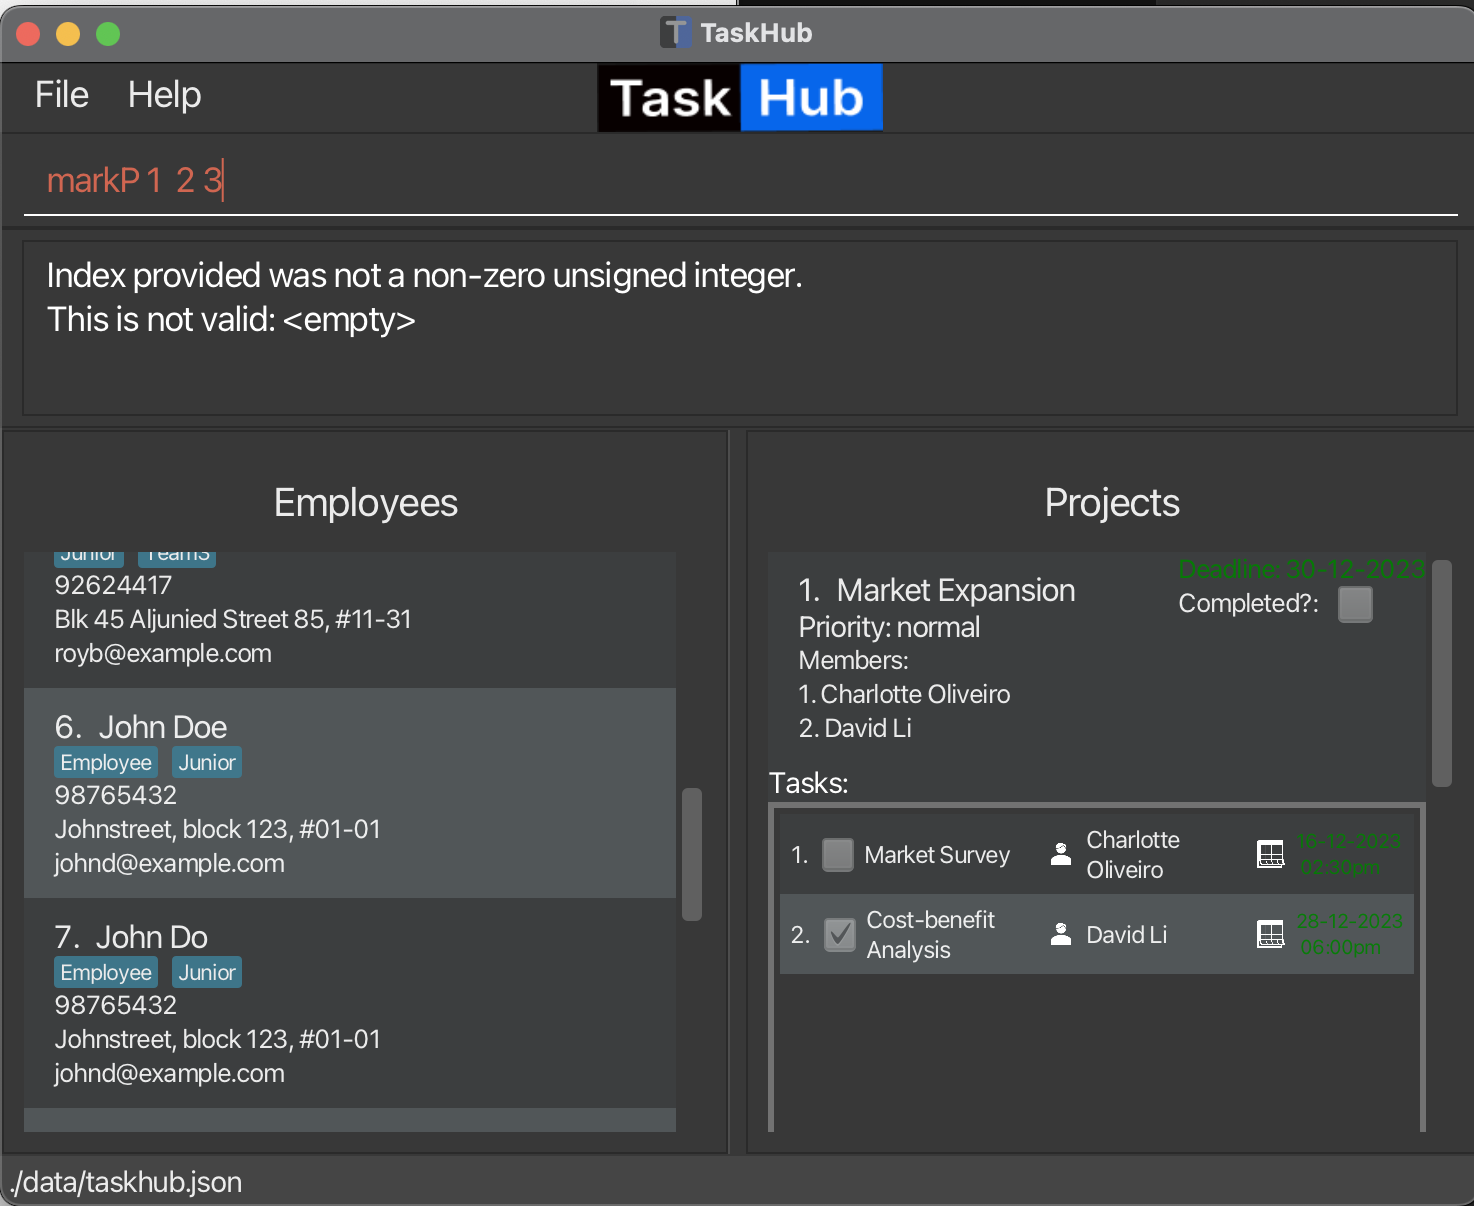 TaskHub
File Help
Task Hub
markP 1  2 3
Index provided was not a non-zero unsigned integer.
This is not valid: <empty>
Employees
Junior Team3
92624417
Blk 45 Aljunied Street 85, #11-31
royb@example.com
6. John Doe
Employee Junior
98765432
Johnstreet, block 123, #01-01
johnd@example.com
7. John Do
Employee Junior
98765432
Johnstreet, block 123, #01-01
johnd@example.com
Projects
Deadline: 30-12-2023
1. Market Expansion
Completed?:
Priority: normal
Members:
1. Charlotte Oliveiro
2. David Li
Tasks:
1. Market Survey
Charlotte
Oliveiro
16-12-2023
02:30pm
2. Cost-benefit
Analysis
David Li
28-12-2023
06:00pm
./data/taskhub.json